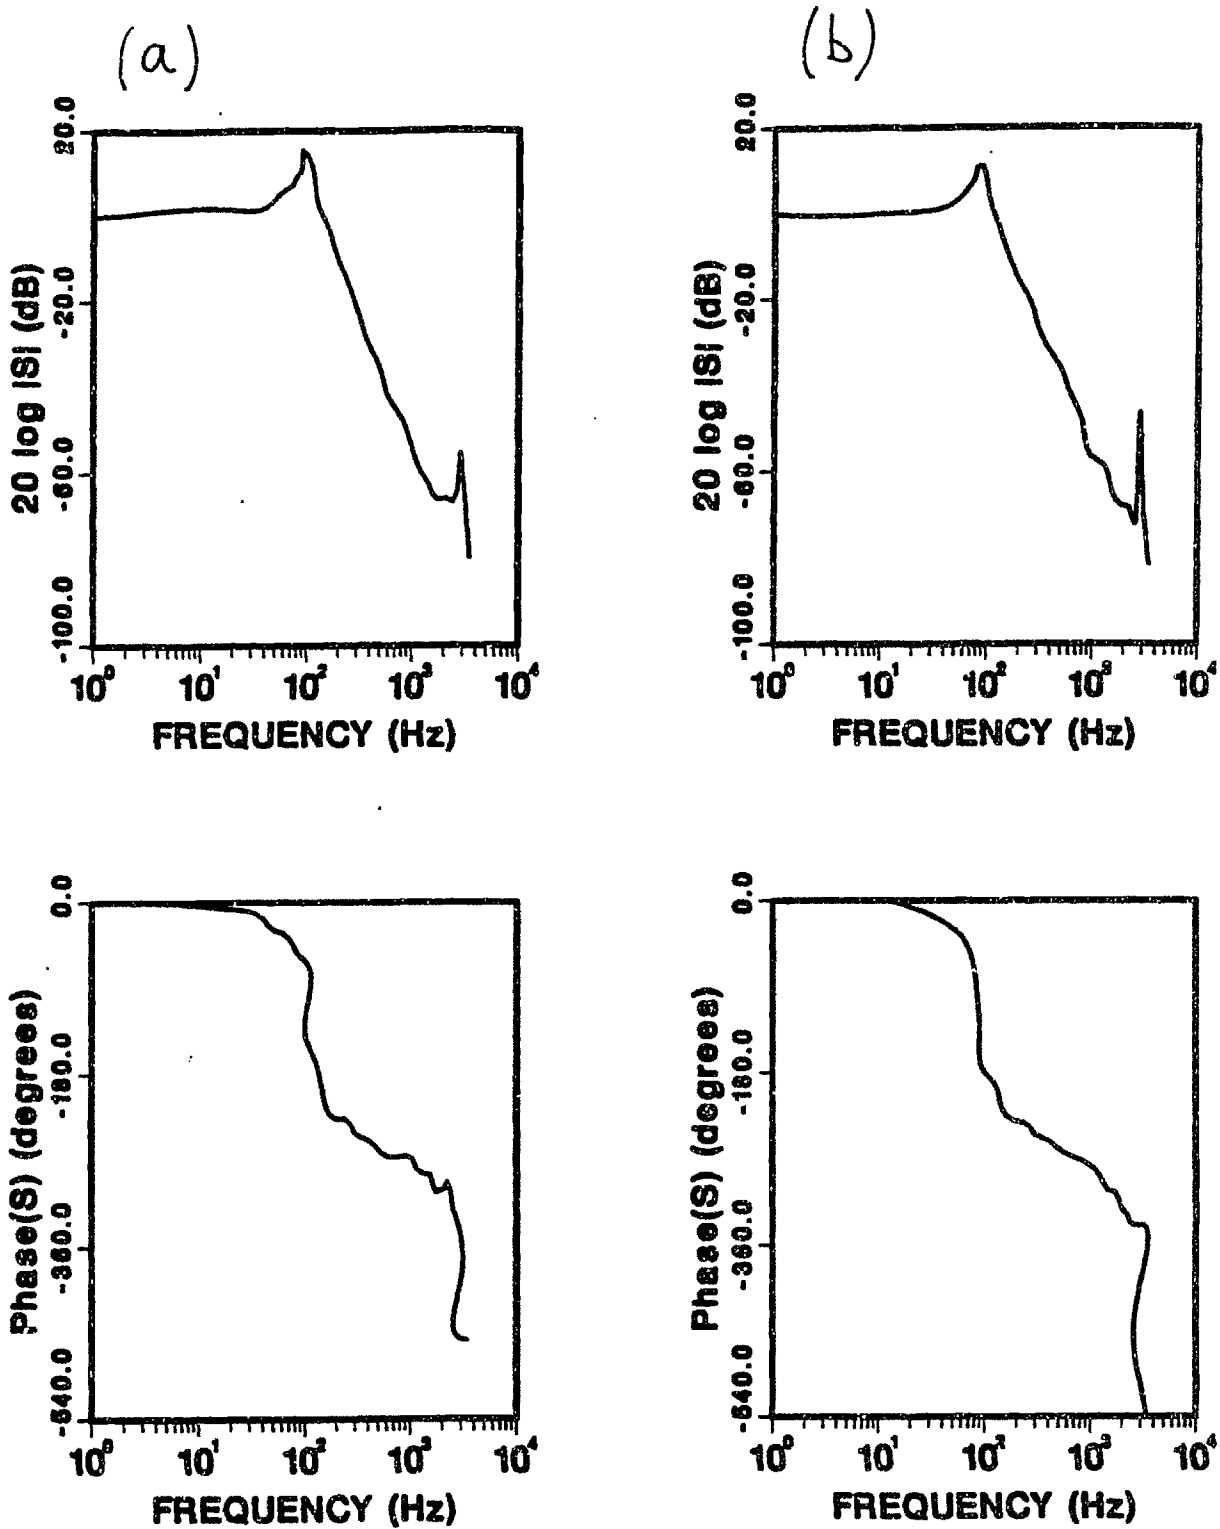 (a)
20.0
-20.0
-60.0
-100.0
20 log |S| (dB)
10⁰ 10¹ 10² 10³ 10⁴
FREQUENCY (Hz)
(b)
20.0
-20.0
-60.0
-100.0
20 log |S| (dB)
10⁰ 10¹ 10² 10³ 10⁴
FREQUENCY (Hz)
0.0
-180.0
-360.0
-540.0
Phase(S) (degrees)
10⁰ 10¹ 10² 10³ 10⁴
FREQUENCY (Hz)
0.0
-180.0
-360.0
-540.0
Phase(S) (degrees)
10⁰ 10¹ 10² 10³ 10⁴
FREQUENCY (Hz)